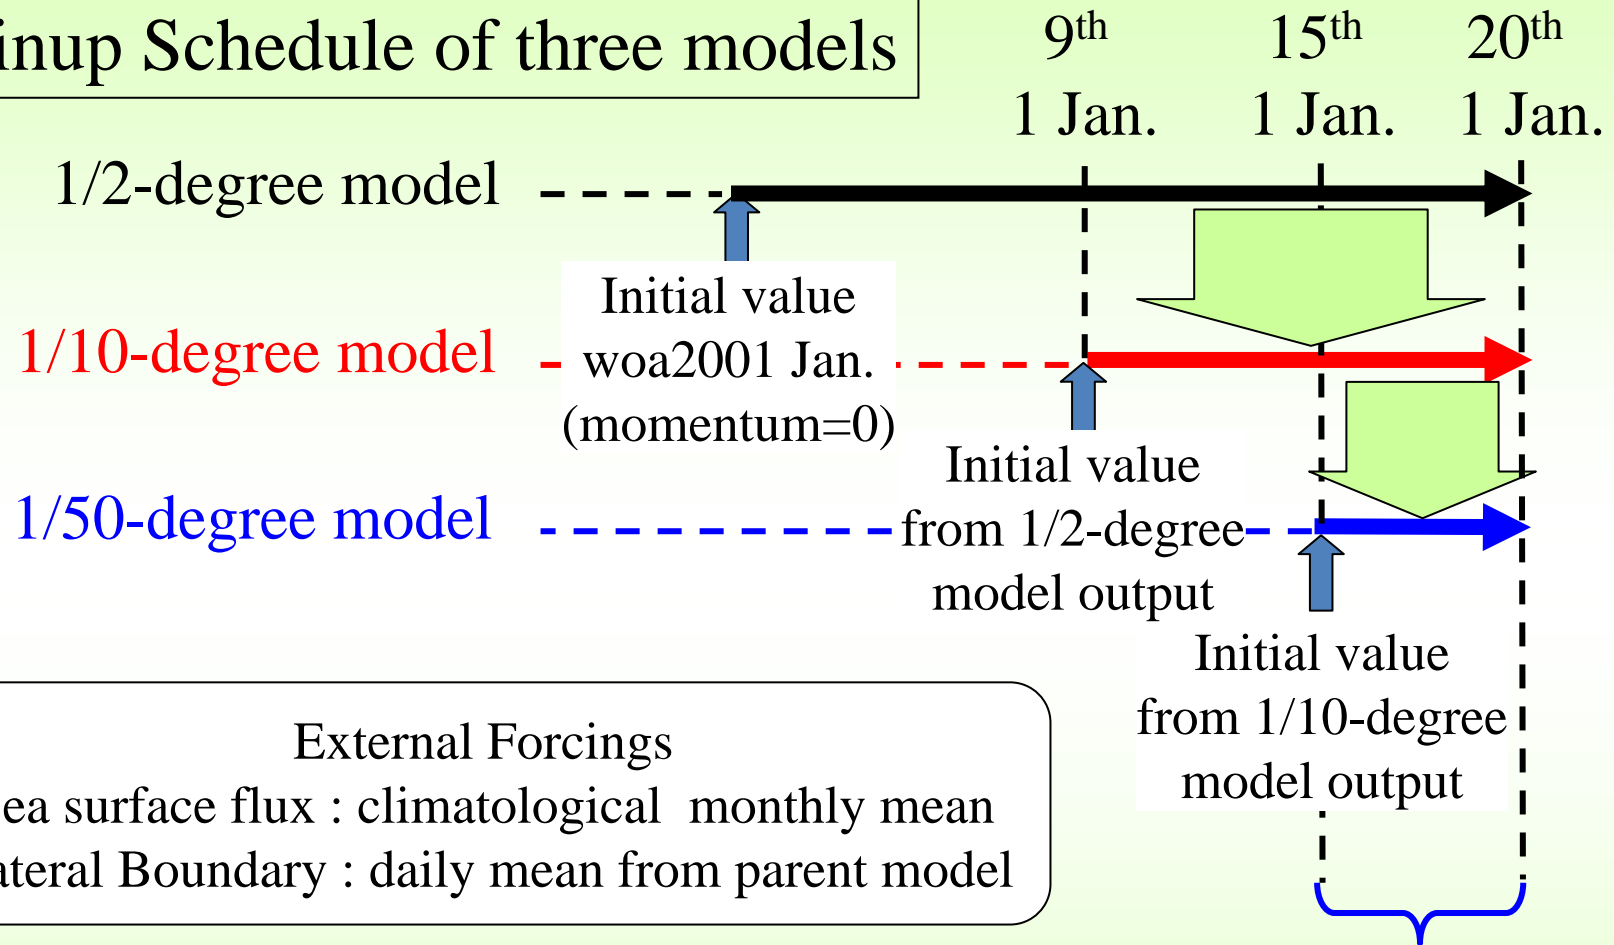 inup Schedule of three models
9th 15th 20th
1 Jan. 1 Jan. 1 Jan.
1/2-degree model
Initial value
woa2001 Jan.
(momentum=0)
1/10-degree model
Initial value
from 1/2-degree
model output
1/50-degree model
Initial value
from 1/10-degree
model output
External Forcings
ea surface flux : climatological monthly mean
ateral Boundary : daily mean from parent model